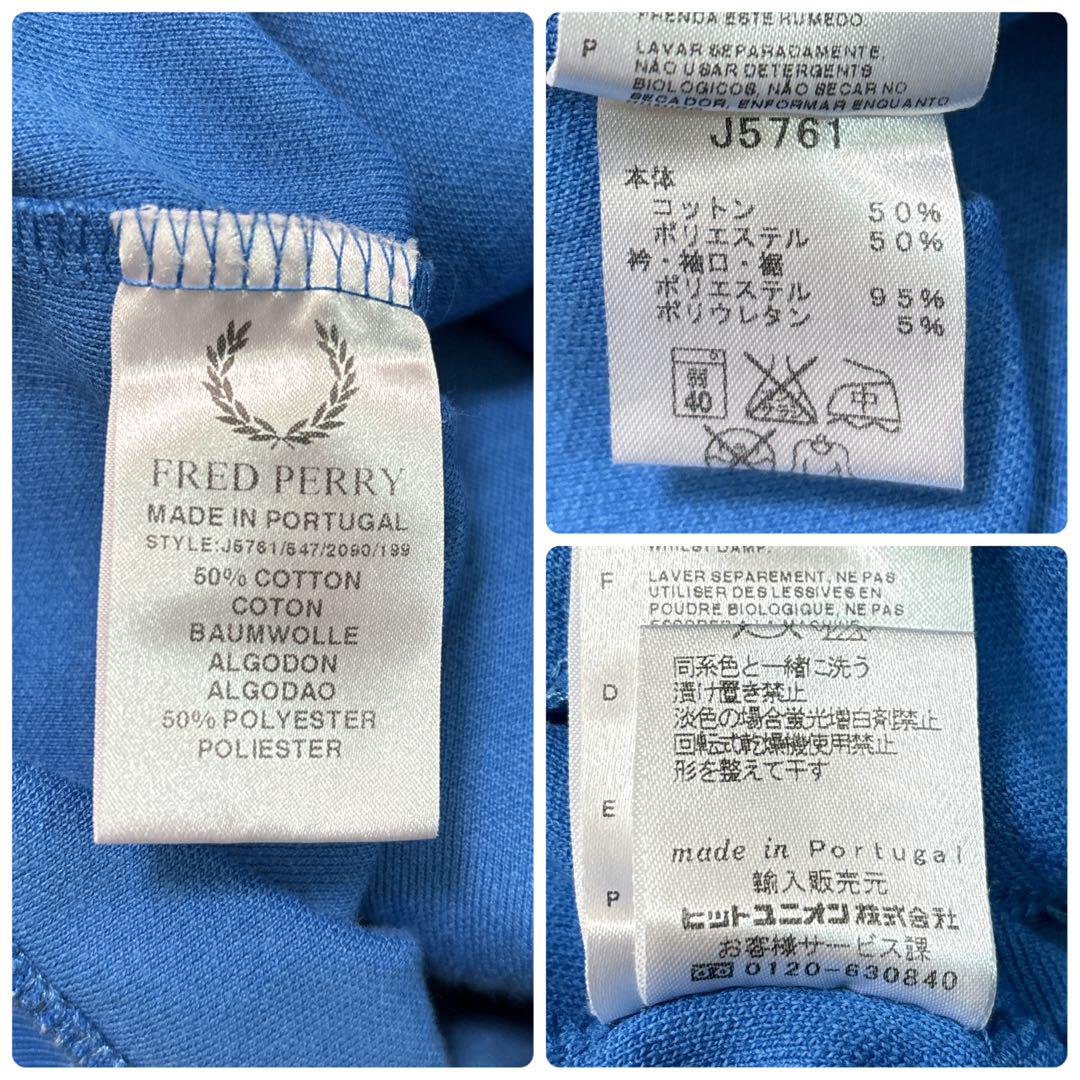 FRED PERRY
MADE IN PORTUGAL
STYLE:J5761/547/2090/199
50% COTTON
COTON
BAUMWOLLE
ALGODON
ALGODAO
50% POLYESTER
POLIESTER
PRENDA ESTE HUMEDO.
P LAVAR SEPARADAMENTE,
NÃO USAR DETERGENTS
BIOLOGICOS, NÃO SECAR NO
SECADOR, ENFORMAR ENQUANTO
J5761
本体
コットン 50%
ポリエステル 50%
衿・袖口・裾
ポリエステル 95%
ポリウレタン 5%
弱
40
中
WHILST DAMP.
F LAVER SEPAREMENT, NE PAS
UTILISER DES LESSIVES EN
POUDRE BIOLOGIQUE, NE PAS
D
E
P
同系色と一緒に洗う
漬け置き禁止
淡色の場合蛍光増白剤禁止
回転式乾燥機使用禁止
形を整えて干す
made in Portugal
輸入販売元
ヒットユニオン株式会社
お客様サービス課
0120-630840